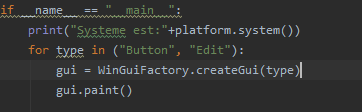 if __name__ == "__main__":
    print("Systeme est:"+platform.system())
    for type in ("Button", "Edit"):
        gui = WinGuiFactory.createGui(type)
        gui.paint()